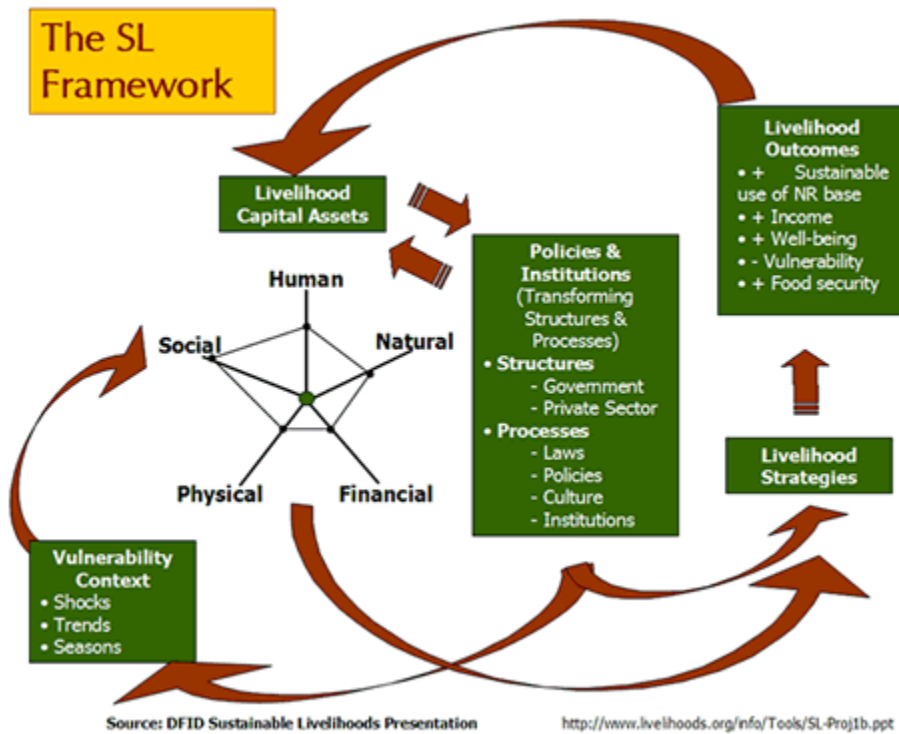 The SL
Framework
Livelihood
Outcomes
• + Sustainable
use of NR base
• + Income
• + Well-being
• - Vulnerability
• + Food security
Livelihood
Capital Assets
Policies &
Institutions
(Transforming
Structures &
Processes)
• Structures
- Government
- Private Sector
• Processes
- Laws
- Policies
- Culture
- Institutions
Human
Social
Natural
Physical
Financial
Livelihood
Strategies
Vulnerability
Context
• Shocks
• Trends
• Seasons
Source: DFID Sustainable Livelihoods Presentation
http://www.livelihoods.org/info/Tools/SL-Proj1b.ppt